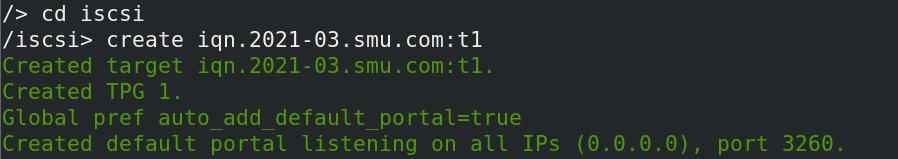 /> cd iscsi
/iscsi> create iqn.2021-03.smu.com:t1
Created target iqn.2021-03.smu.com:t1.
Created TPG 1.
Global pref auto_add_default_portal=true
Created default portal listening on all IPs (0.0.0.0), port 3260.